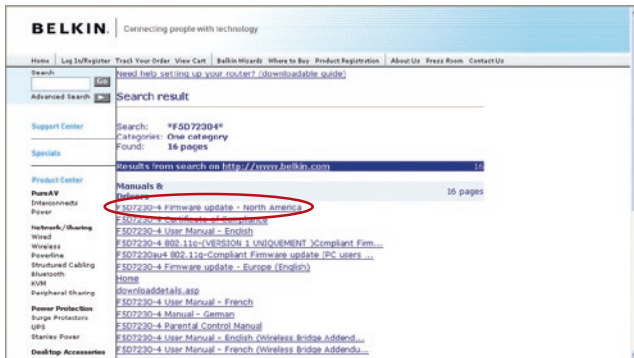 BELKIN. Connecting people with technology
Home Log In/Register Track Your Order View Cart Belkin Wizards Where to Buy Product Registration About Us Press Room Contact Us
Search
Go
Advanced Search
Support Center
Specials
Product Center
PureAV
Interconnects
Power
Network/Sharing
Wired
Wireless
Powerline
Structured Cabling
Bluetooth
KVM
Peripheral Sharing
Power Protection
Surge Protectors
UPS
Desktop Accessories
Need help setting up your router? (downloadable guide)
Search result
Search: *F5D72304*
Categories: One category
Found: 16 pages
Results from search on http://www.belkin.com 16
Manuals & Drivers 16 pages
F5D7230-4 Firmware update - North America
F5D7230-4 Certificate of Compliance
F5D7230-4 User Manual - English
F5D7230-4 802.11g-(VERSION 1 UNIQUEMENT )Compliant Firm...
F5D7230au4 802.11g-Compliant Firmware update (PC users ...
F5D7230-4 Firmware update - Europe (English)
Home
downloaddetails.asp
F5D7230-4 User Manual - French
F5D7230-4 Manual - German
F5D7230-4 Parental Control Manual
F5D7230-4 User Manual - English (Wireless Bridge Addend...
F5D7230-4 User Manual - French (Wireless Bridge Addendu...